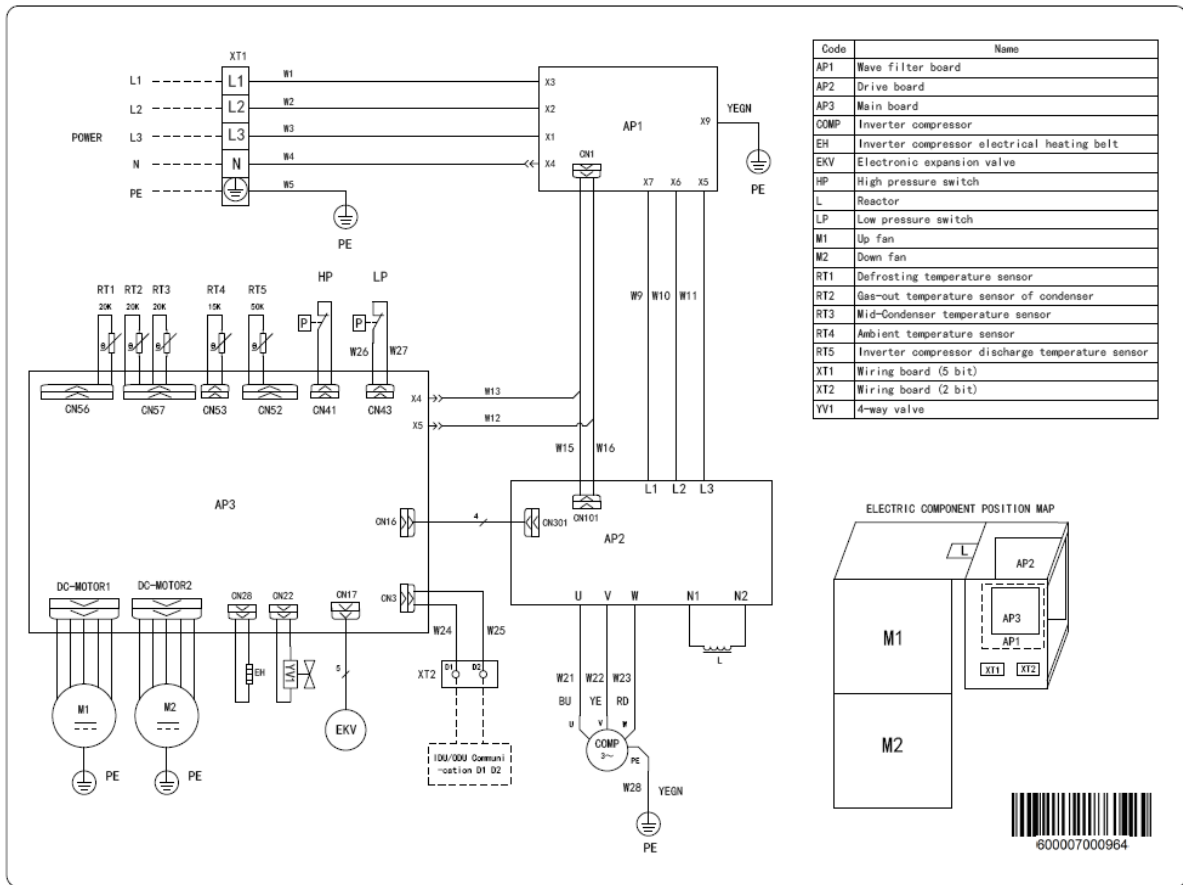 XT1
L1 L1 W1 X3
L2 L2 W2 X2
POWER L3 L3 W3 X1
N N W4 X4
PE W5
PE
AP1
CN1
X9
YEGN
PE
X7 X6 X5
W9 W10 W11
RT1 RT2 RT3 RT4 RT5 HP LP
20K 20K 20K 15K 50K
θ θ θ θ θ
P P
W26 W27
CN56 CN57 CN53 CN52 CN41 CN43
X4 W13
X5 W12
W15 W16
AP3
CN16 4 CN301
CN101
L1 L2 L3
AP2
U V W N1 N2
L
DC-MOTOR1 DC-MOTOR2 CN28 CN22 CN17 CN3
W24 W25
M1 M2
EH YV1
5
EKV
PE PE
XT2 D1 D2
IDU/ODU Communi
-cation D1 D2
W21 W22 W23
BU YE RD
U V W
COMP
3~
PE
W28 YEGN
PE
Code Name
AP1 Wave filter board
AP2 Drive board
AP3 Main board
COMP Inverter compressor
EH Inverter compressor electrical heating belt
EKV Electronic expansion valve
HP High pressure switch
L Reactor
LP Low pressure switch
M1 Up fan
M2 Down fan
RT1 Defrosting temperature sensor
RT2 Gas-out temperature sensor of condenser
RT3 Mid-Condenser temperature sensor
RT4 Ambient temperature sensor
RT5 Inverter compressor discharge temperature sensor
XT1 Wiring board (5 bit)
XT2 Wiring board (2 bit)
YV1 4-way valve
ELECTRIC COMPONENT POSITION MAP
L
AP2
AP3
AP1
XT1 XT2
M1
M2
600007000964